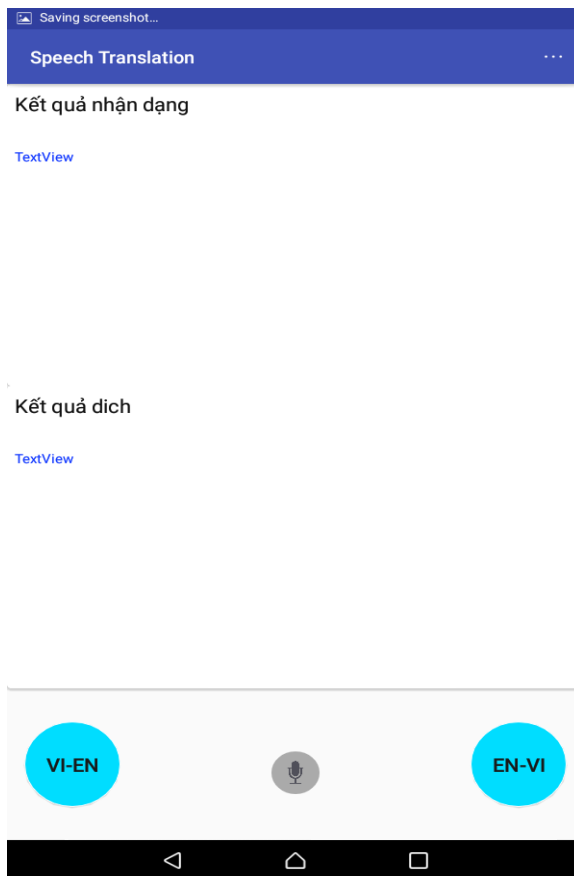 Saving screenshot...
Speech Translation
Kết quả nhận dạng
TextView
Kết quả dich
TextView
VI-EN
EN-VI